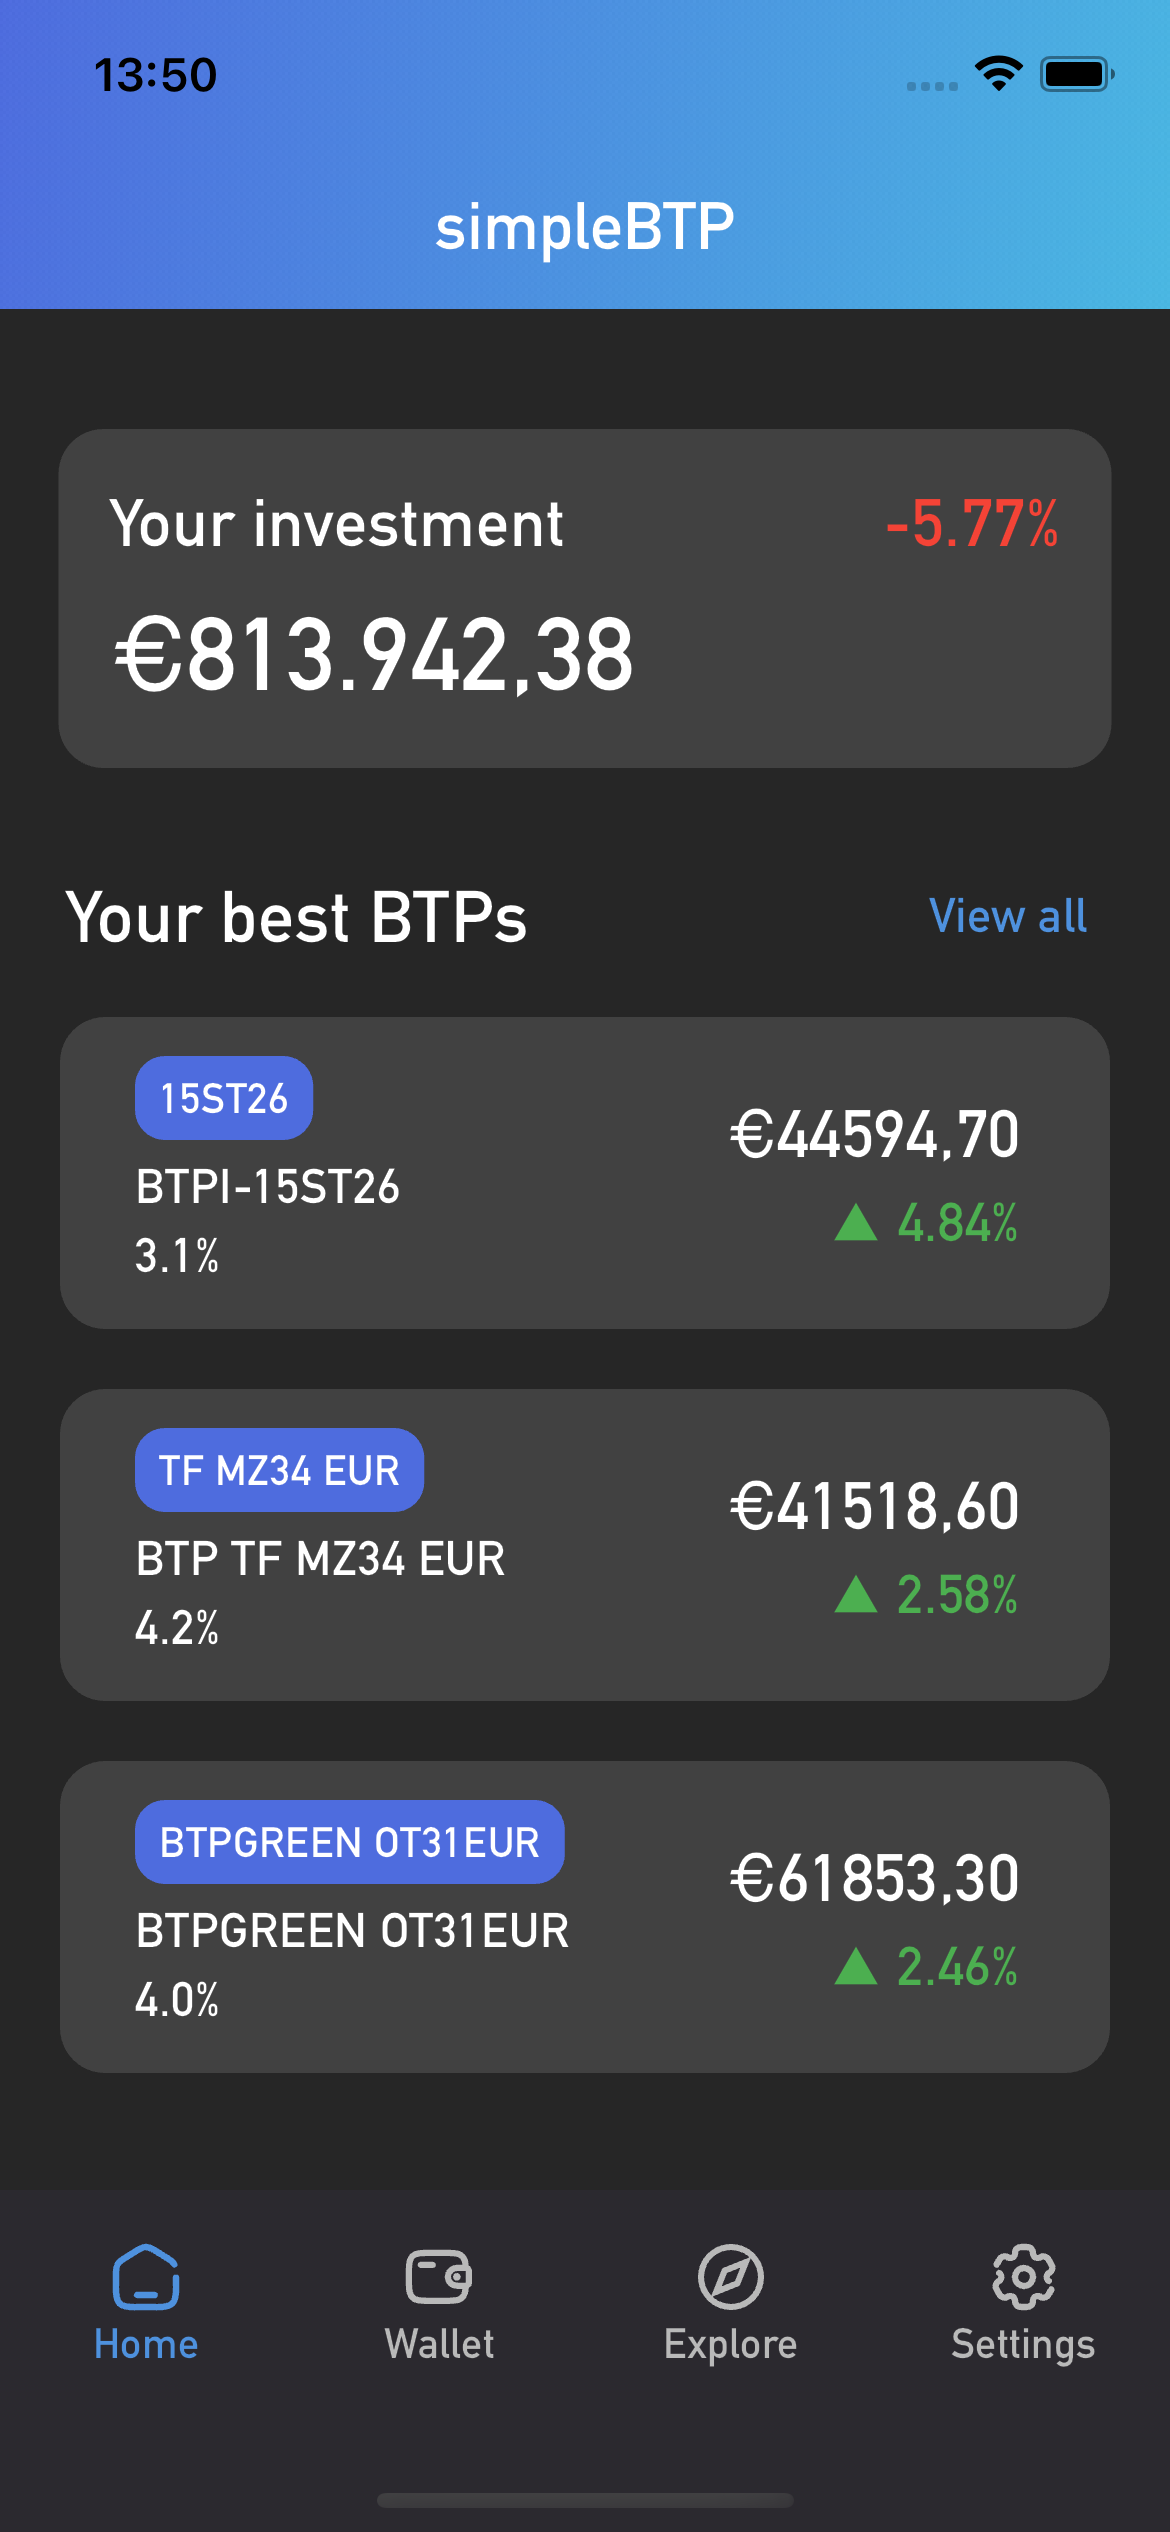 13:50
simpleBTP
Your investment
-5.77%
€813.942,38
Your best BTPs
View all
15ST26
BTPI-15ST26
3.1%
€44594,70
▲ 4.84%
TF MZ34 EUR
BTP TF MZ34 EUR
4.2%
€41518,60
▲ 2.58%
BTPGREEN OT31EUR
BTPGREEN OT31EUR
4.0%
€61853,30
▲ 2.46%
Home
Wallet
Explore
Settings